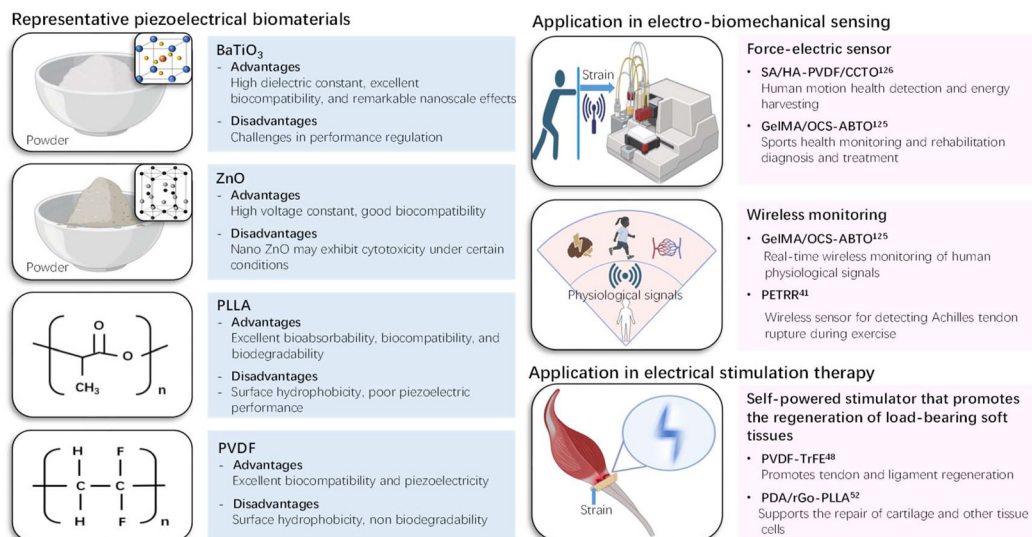 Representative piezoelectrical biomaterials
Powder
BaTiO₃
- Advantages
High dielectric constant, excellent
biocompatibility, and remarkable nanoscale effects
- Disadvantages
Challenges in performance regulation
Powder
ZnO
- Advantages
High voltage constant, good biocompatibility
- Disadvantages
Nano ZnO may exhibit cytotoxicity under certain
conditions
O
O
CH₃
n
PLLA
- Advantages
Excellent bioabsorbability, biocompatibility, and
biodegradability
- Disadvantages
- Surface hydrophobicity, poor piezoelectric
performance
H F
C C
H F
n
PVDF
- Advantages
Excellent biocompatibility and piezoelectricity
- Disadvantages
Surface hydrophobicity, non biodegradability
Application in electro-biomechanical sensing
Strain
Force-electric sensor
• SA/HA-PVDF/CCTO¹²⁶
Human motion health detection and energy
harvesting
• GelMA/OCS-ABTO¹²⁵
Sports health monitoring and rehabilitation
diagnosis and treatment
Physiological signals
Wireless monitoring
• GelMA/OCS-ABTO¹²⁵
Real-time wireless monitoring of human
physiological signals
• PETRR⁴¹
Wireless sensor for detecting Achilles tendon
rupture during exercise
Application in electrical stimulation therapy
Strain
Self-powered stimulator that promotes
the regeneration of load-bearing soft
tissues
• PVDF-TrFE⁴⁸
Promotes tendon and ligament regeneration
• PDA/rGo-PLLA⁵²
Supports the repair of cartilage and other tissue
cells